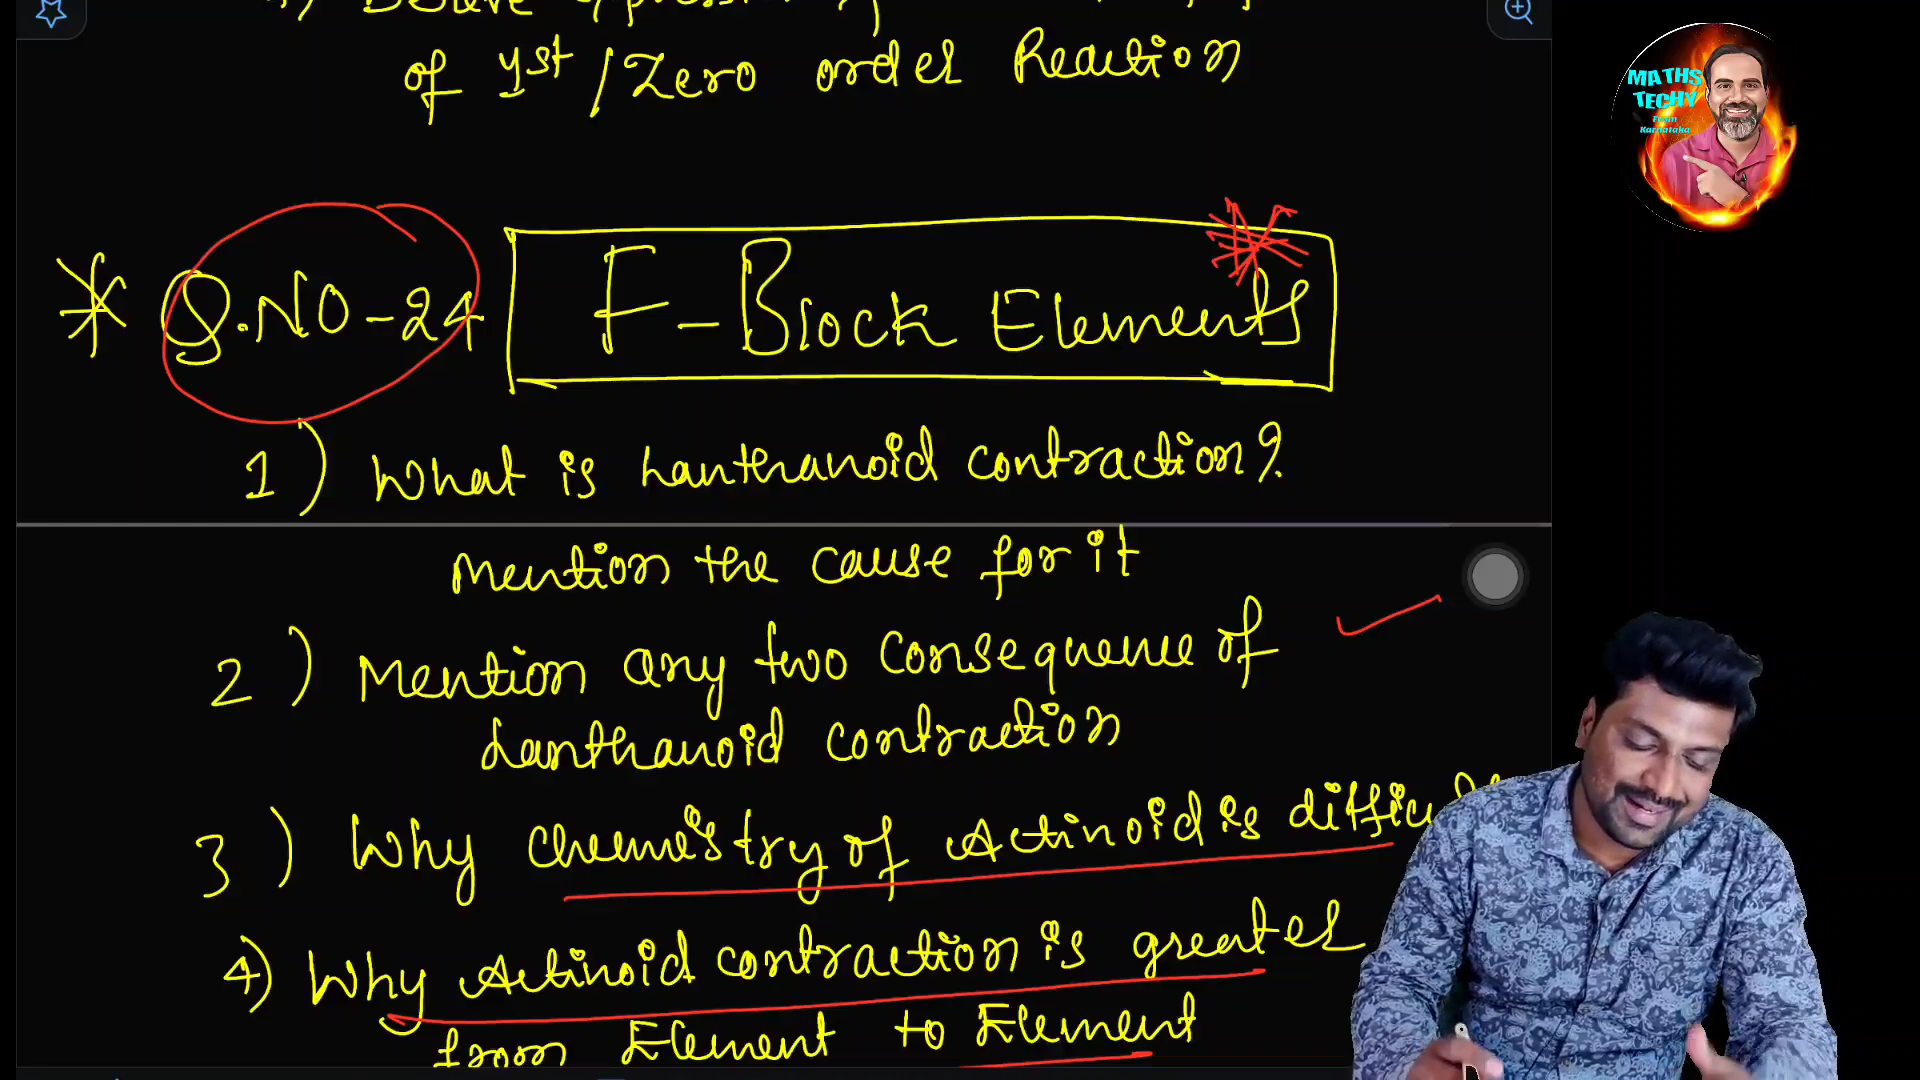 of 1st / Zero order Reaction
MATHS
TECHY
From
Karnataka
* Q.NO-24 F-Block Elements
1) What is Lanthanoid contraction?
Mention the cause for it
2) Mention any two consequence of
Lanthanoid contraction
3) Why chemistry of Actinoid is
4) Why Actinoid contraction is greater
from Element to Element